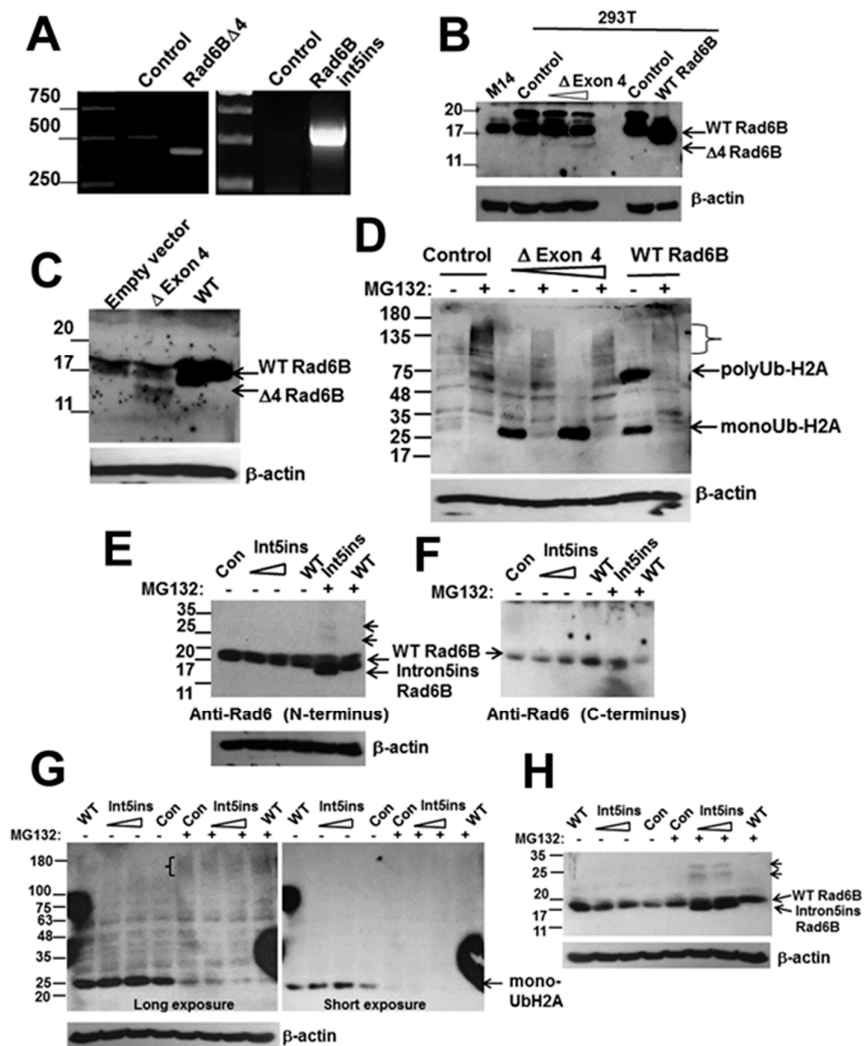 A
Control
Rad6BΔ4
Control
Rad6B
int5ins
750
500
250
B
293T
M14
Control
Δ Exon 4
Control
WT Rad6B
20
17
11
WT Rad6B
Δ4 Rad6B
β-actin
C
Empty vector
Δ Exon 4
WT
20
17
11
WT Rad6B
Δ4 Rad6B
β-actin
D
Control
Δ Exon 4
WT Rad6B
MG132: - + - + - + - +
180
135
75
48
35
25
17
polyUb-H2A
monoUb-H2A
β-actin
E
Con
Int5ins
WT
Int5ins
WT
MG132: - - - - + +
35
25
20
17
11
WT Rad6B
Intron5ins
Rad6B
Anti-Rad6 (N-terminus)
β-actin
F
Con
Int5ins
WT
Int5ins
WT
MG132: - - - - + +
Anti-Rad6 (C-terminus)
G
WT
Int5ins
Con
Con
Int5ins
WT
MG132: - - - - + + + +
WT
Int5ins
Con
Con
Int5ins
WT
- - - - + + + +
180
100
75
63
48
35
25
20
Long exposure
Short exposure
mono-
UbH2A
β-actin
H
WT
Int5ins
Con
Con
Int5ins
WT
MG132: - - - - + + + +
35
25
20
17
11
WT Rad6B
Intron5ins
Rad6B
β-actin